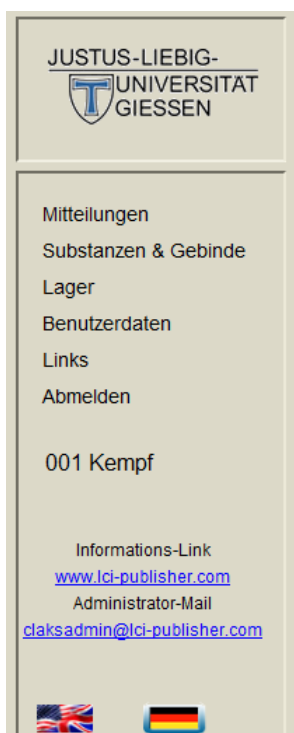 JUSTUS-LIEBIG-
UNIVERSITÄT
GIESSEN
Mitteilungen
Substanzen & Gebinde
Lager
Benutzerdaten
Links
Abmelden
001 Kempf
Informations-Link
www.lci-publisher.com
Administrator-Mail
claksadmin@lci-publisher.com